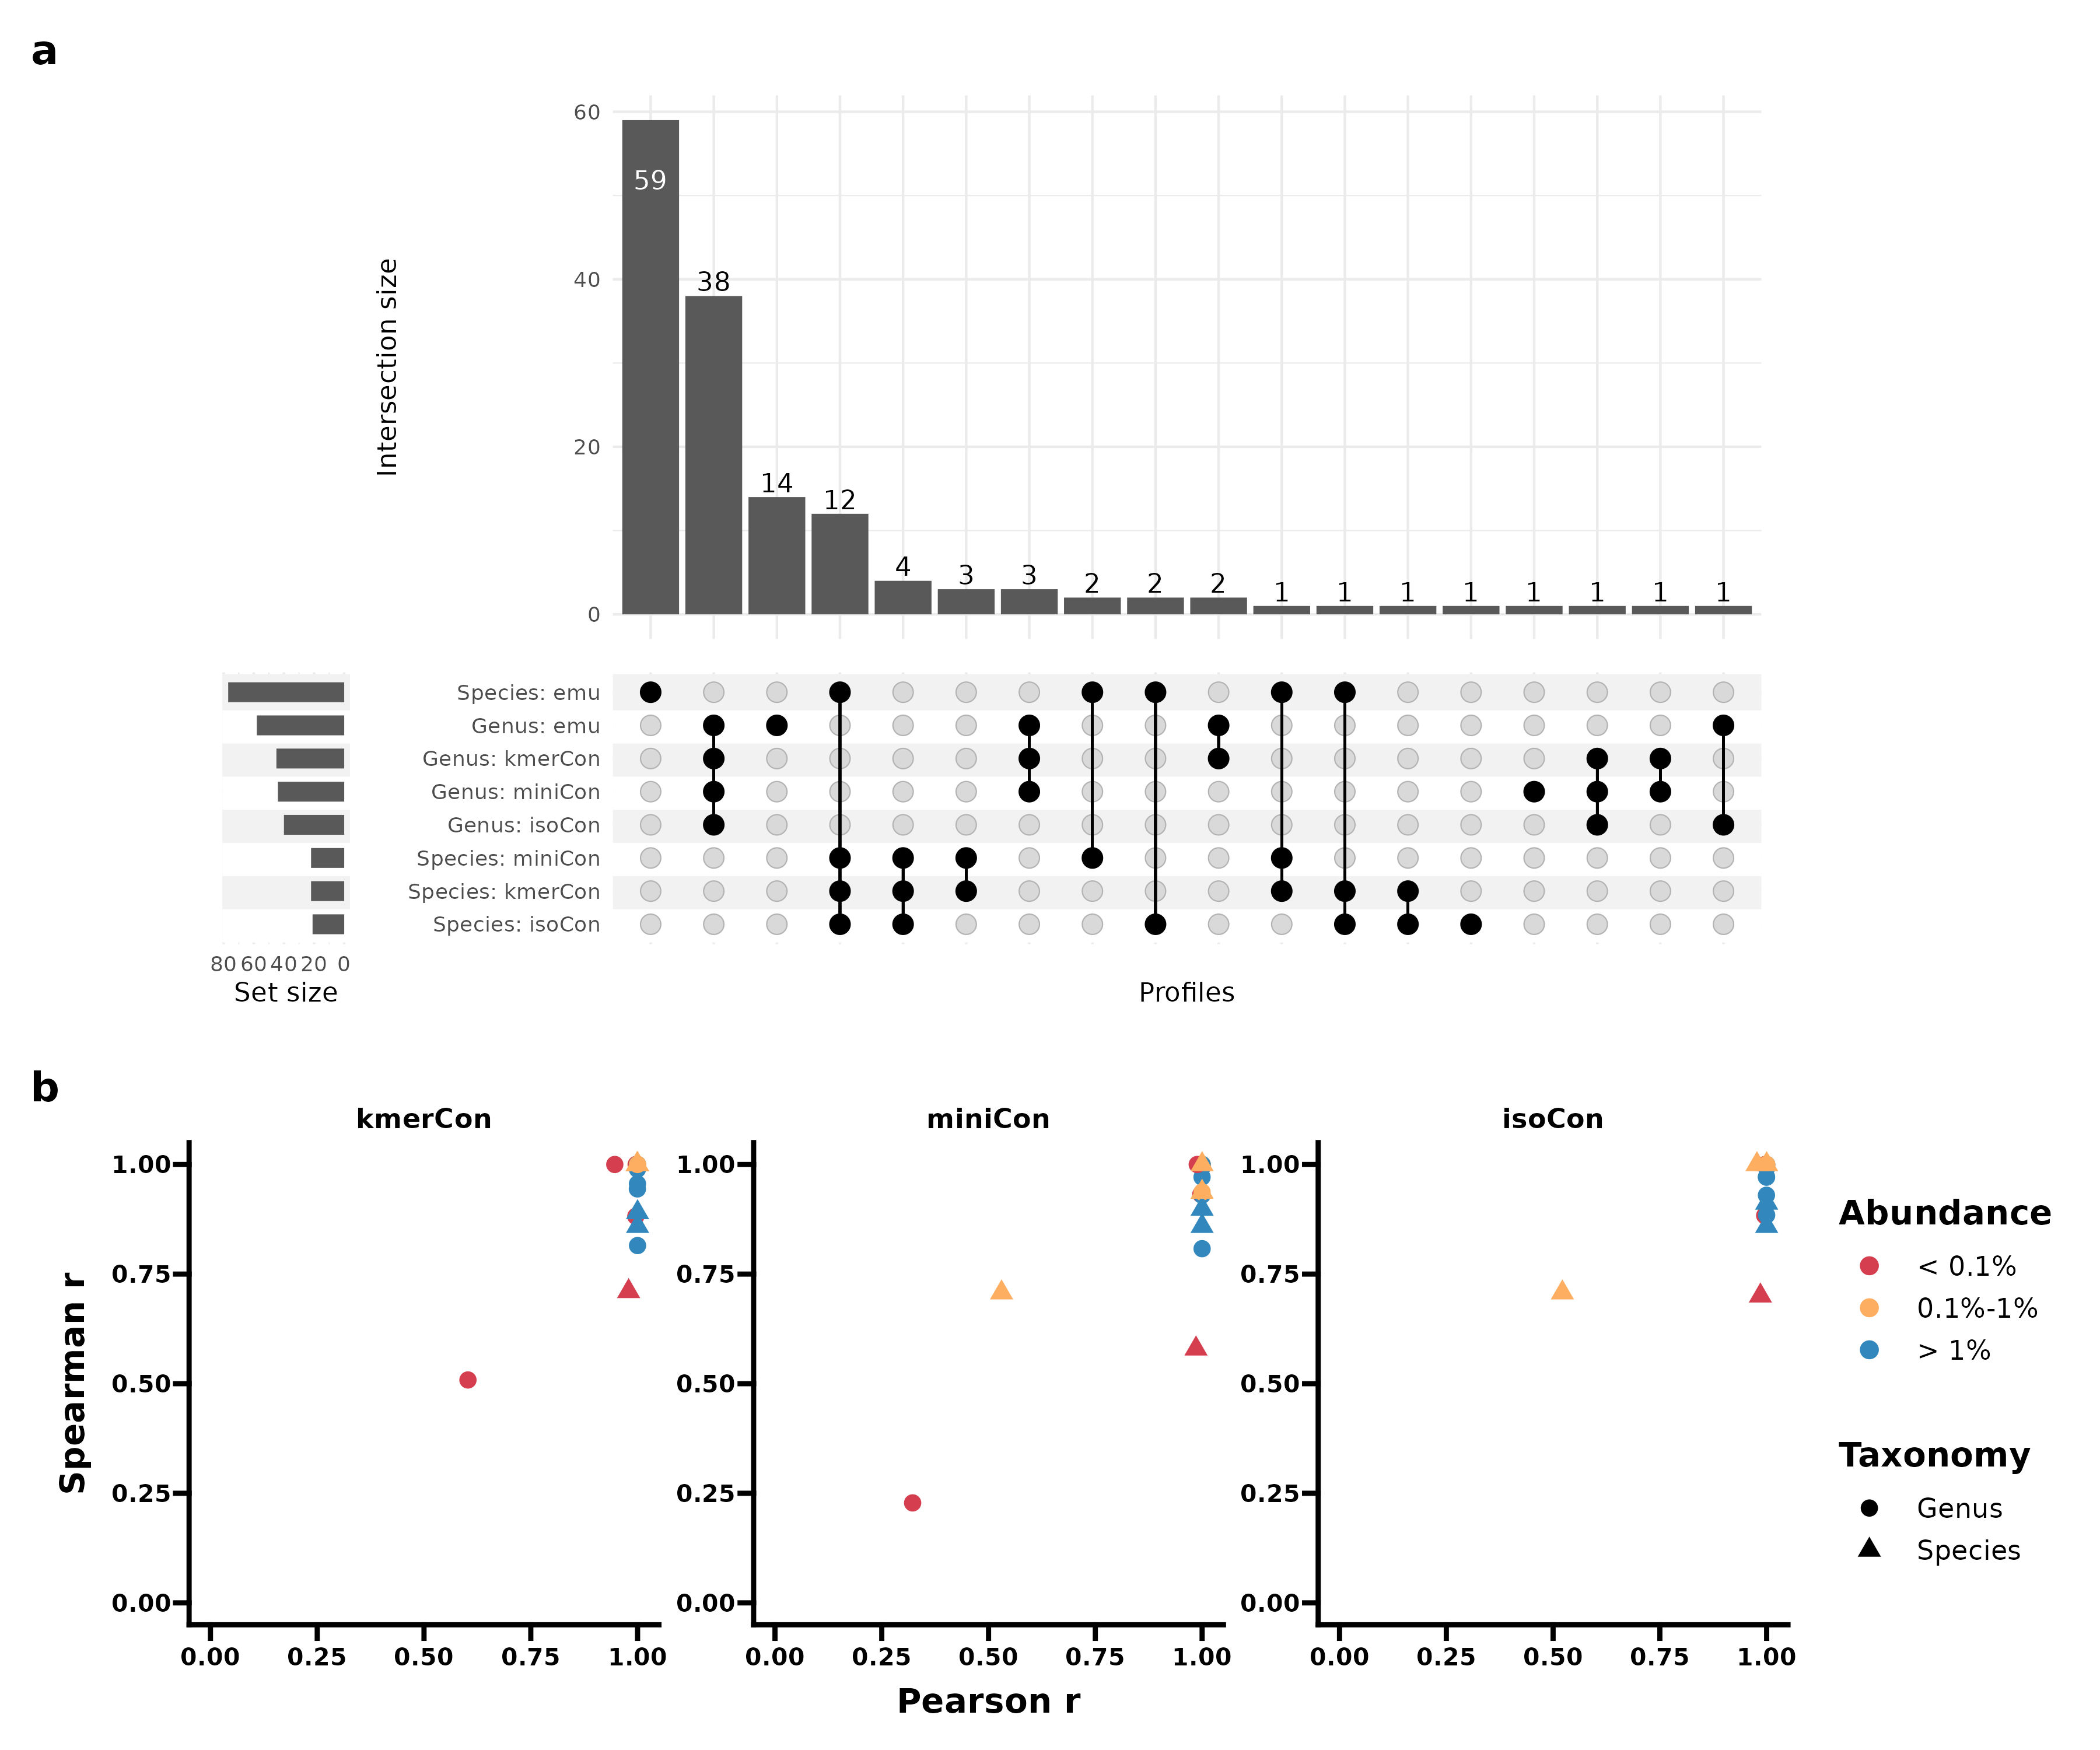 a
60
40
20
0
Intersection size
59
38
14
12
4
3
3
2
2
2
1
1
1
1
1
1
1
1
Species: emu
Genus: emu
Genus: kmerCon
Genus: miniCon
Genus: isoCon
Species: miniCon
Species: kmerCon
Species: isoCon
80 60 40 20 0
Set size
Profiles
b
kmerCon
miniCon
isoCon
Spearman r
1.00
0.75
0.50
0.25
0.00
1.00
0.75
0.50
0.25
0.00
1.00
0.75
0.50
0.25
0.00
0.00 0.25 0.50 0.75 1.00
0.00 0.25 0.50 0.75 1.00
0.00 0.25 0.50 0.75 1.00
Pearson r
Abundance
< 0.1%
0.1%-1%
> 1%
Taxonomy
Genus
Species